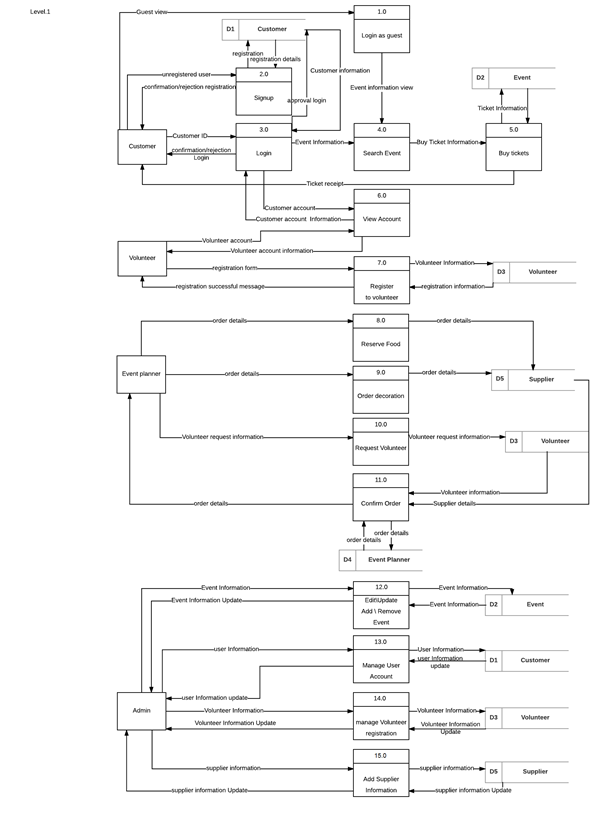 Level.1
Guest view
1.0
Login as guest
D1
Customer
registration
registration details
Customer information
unregistered user
2.0
Signup
confirmation/rejection registration
approval login
Event information view
D2
Event
Ticket Information
Customer
Customer ID
confirmation/rejection
Login
3.0
Login
Event Information
4.0
Search Event
Buy Ticket Information
5.0
Buy tickets
Ticket receipt
6.0
View Account
Customer account
Customer account Information
Volunteer
Volunteer account
Volunteer account information
registration form
registration successful message
7.0
Register
to volunteer
Volunteer Information
registration information
D3
Volunteer
8.0
Reserve Food
order details
order details
Event planner
order details
9.0
Order decoration
order details
D5
Supplier
10.0
Request Volunteer
Volunteer request information
Volunteer request information
D3
Volunteer
11.0
Confirm Order
Volunteer information
Supplier details
order details
order details
order details
D4
Event Planner
Event Information
Event Information Update
12.0
Edit\Update
Add \ Remove
Event
Event Information
Event Information
D2
Event
user Information
13.0
Manage User
Account
User Information
user Information
update
D1
Customer
user Information update
Admin
Volunteer Information
Volunteer Information Update
14.0
manage Volunteer
registration
Volunteer Information
Volunteer Information
Update
D3
Volunteer
supplier information
supplier information Update
15.0
Add Supplier
Information
supplier information
supplier information Update
D5
Supplier